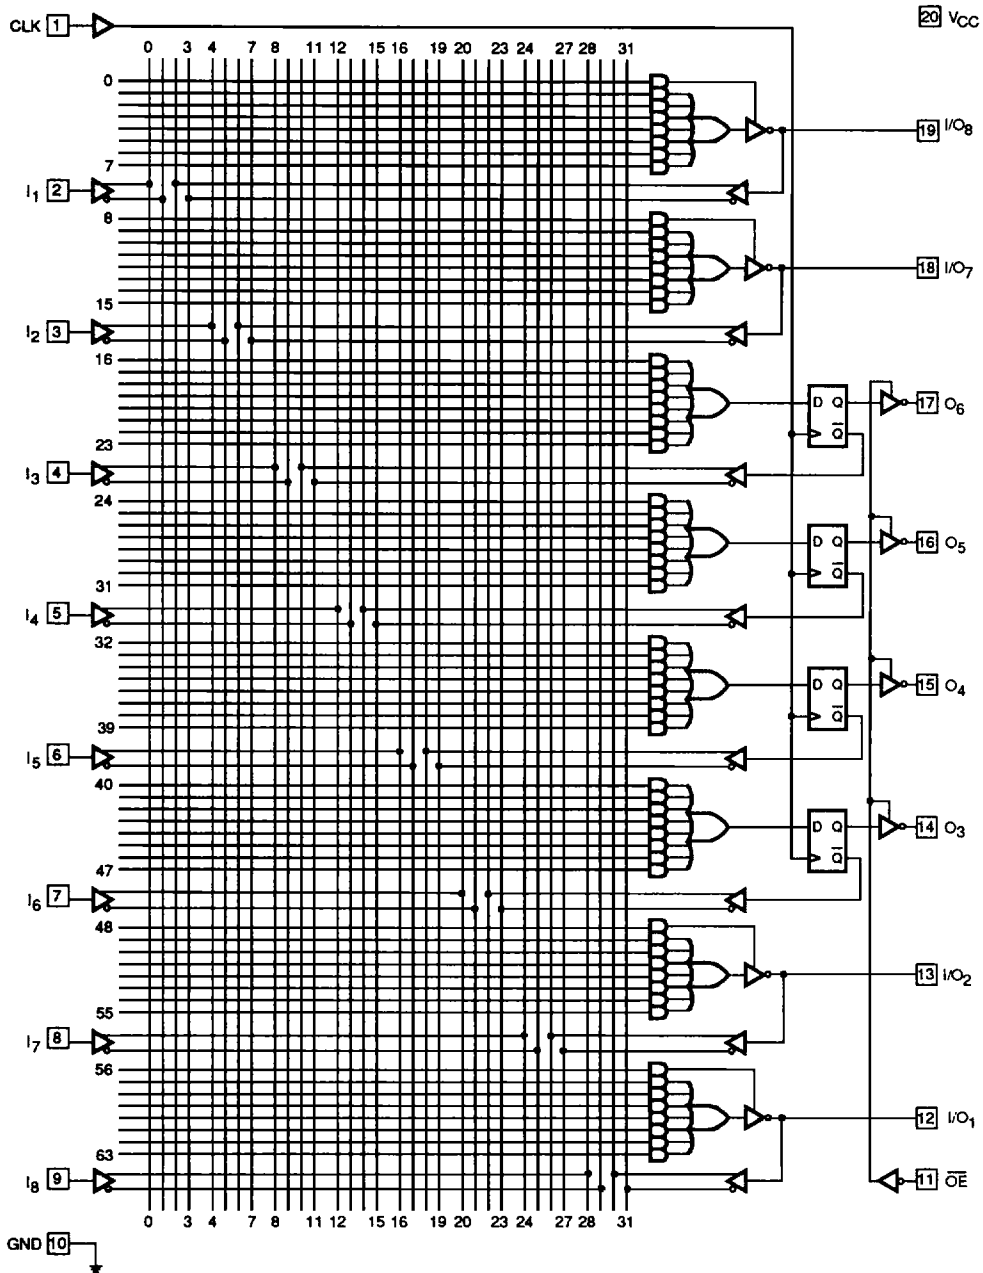 CLK 1
20 VCC
0 3 4 7 8 11 12 15 16 19 20 23 24 27 28 31
0
19 I/O8
7
I1 2
8
18 I/O7
15
I2 3
16
D Q
17 O6
Q̅
23
I3 4
24
D Q
16 O5
Q̅
31
I4 5
32
D Q
15 O4
Q̅
39
I5 6
40
D Q
14 O3
Q̅
47
I6 7
48
13 I/O2
55
I7 8
56
12 I/O1
63
I8 9
11 O̅E̅
0 3 4 7 8 11 12 15 16 19 20 23 24 27 28 31
GND 10